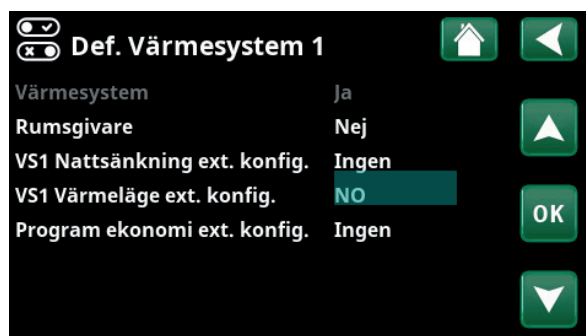 Def. Värmesystem 1
Värmesystem Ja
Rumsgivare Nej
VS1 Nattsänkning ext. konfig. Ingen
VS1 Värmeläge ext. konfig. NO
OK
Program ekonomi ext. konfig. Ingen